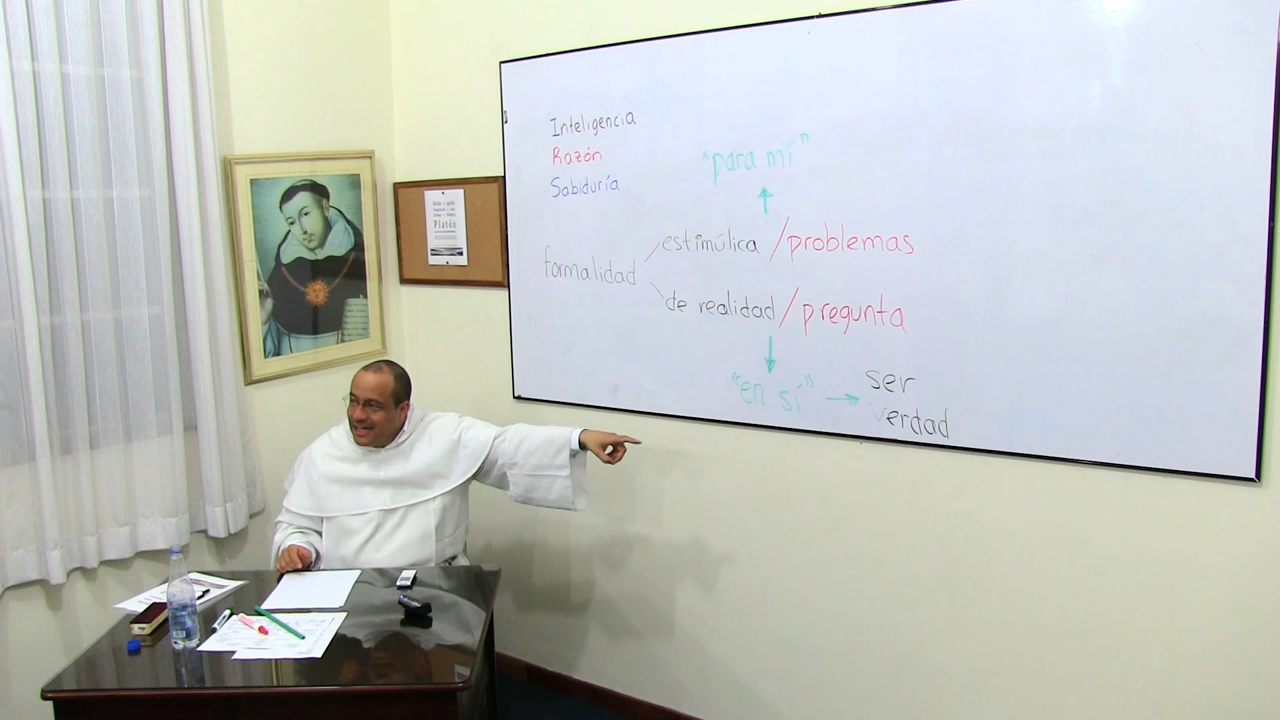 Inteligencia
Razón
Sabiduría
"para mí"
formalidad
estimúlica / problemas
de realidad / pregunta
"en sí" → ser
verdad
Platón